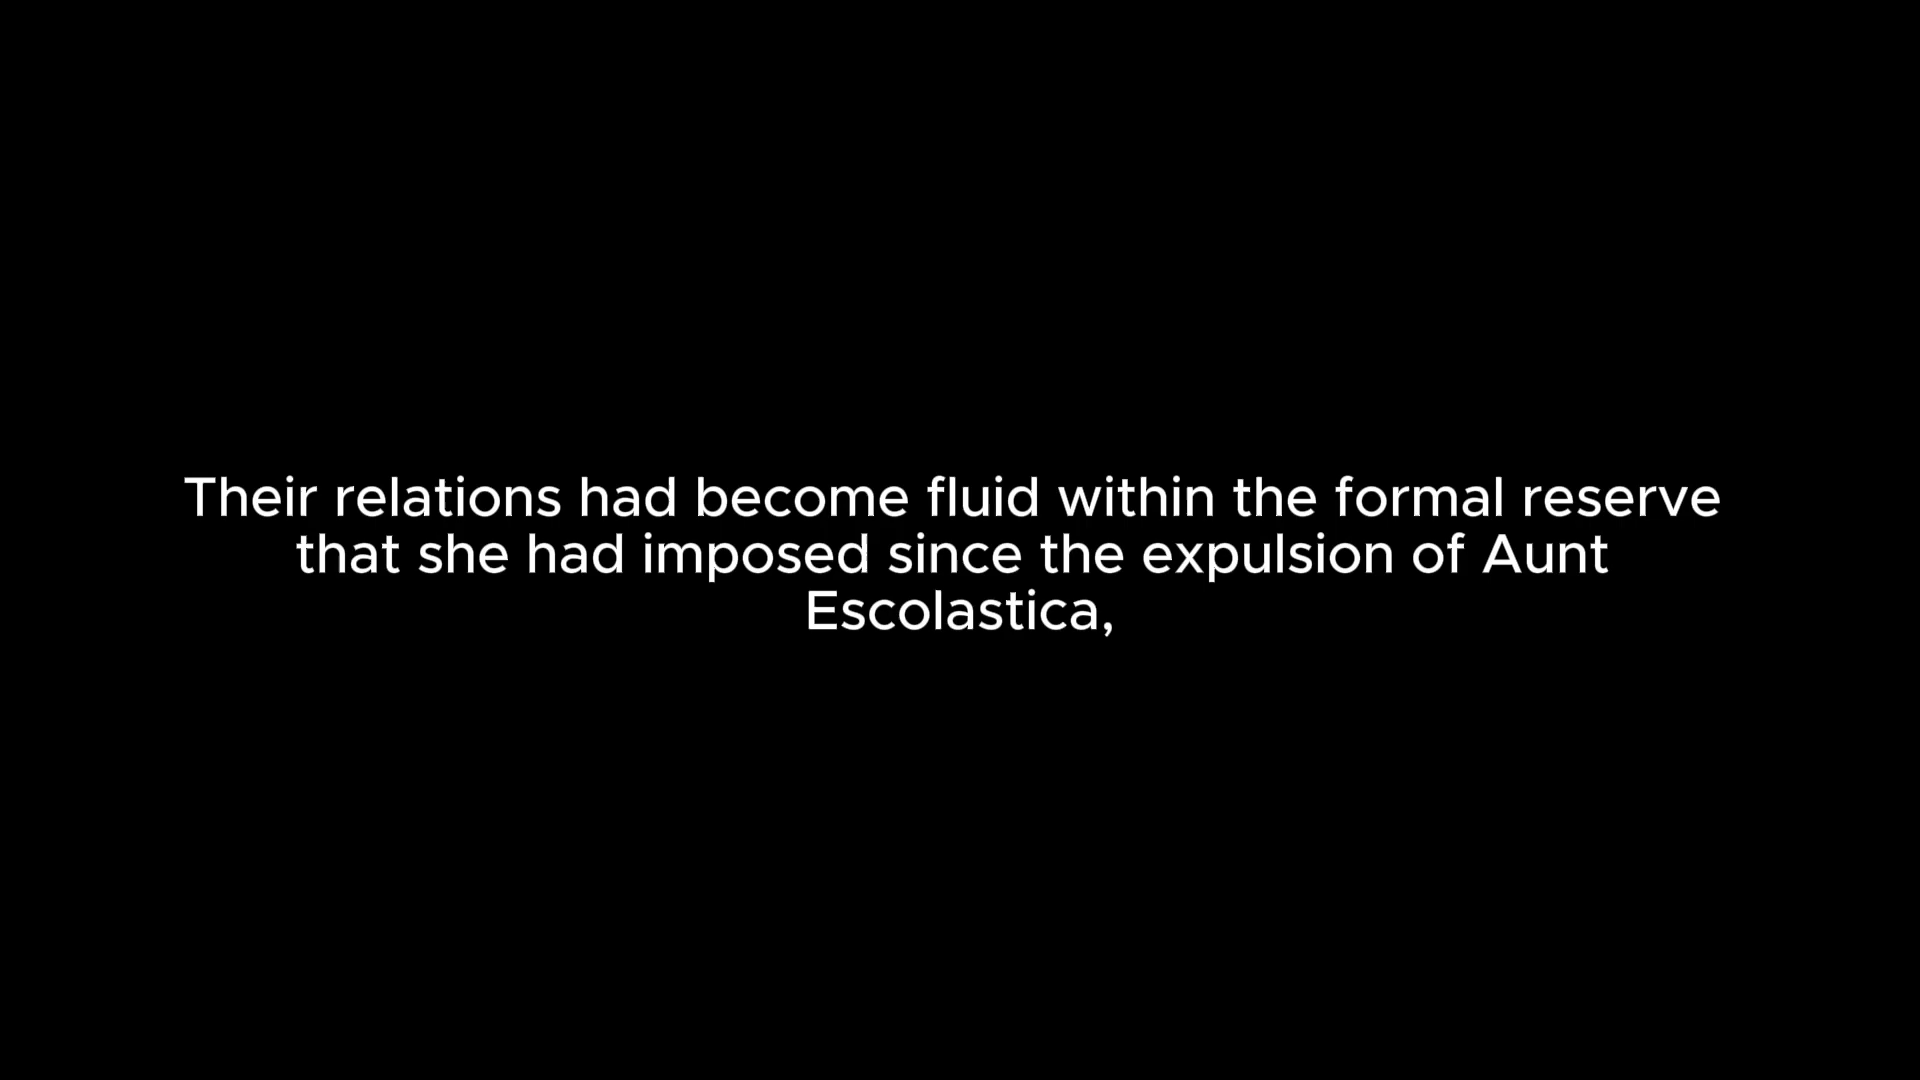 Their relations had become fluid within the formal reserve
that she had imposed since the expulsion of Aunt
Escolastica,